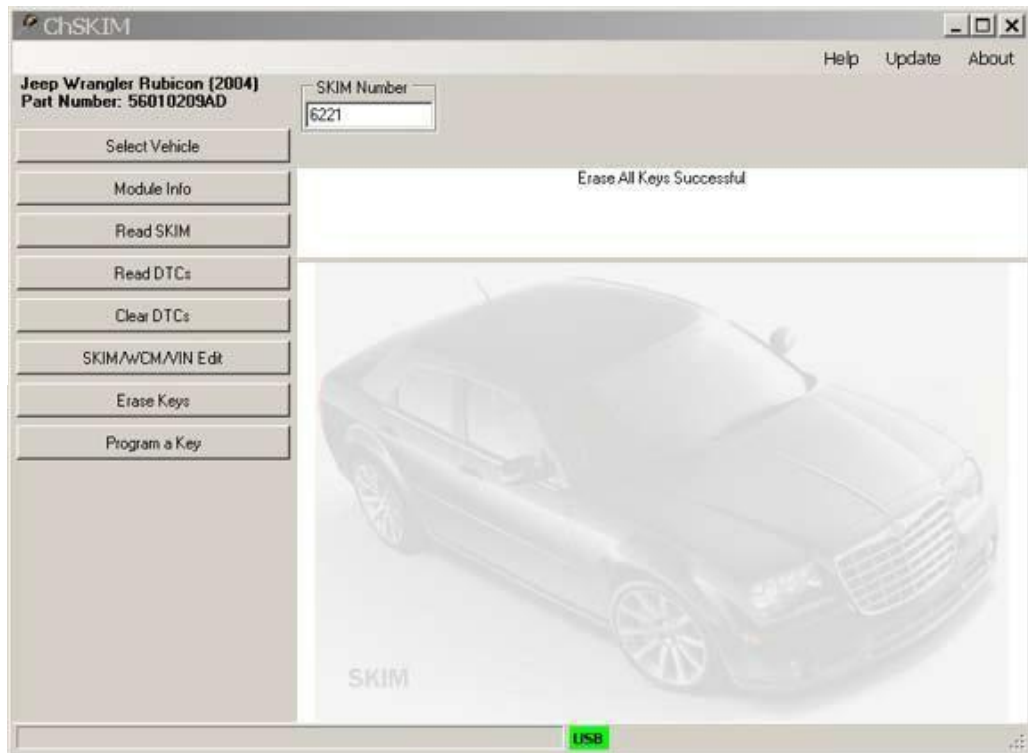 ChSKIM
Help Update About
Jeep Wrangler Rubicon (2004)
Part Number: 56010209AD
SKIM Number
6221
Select Vehicle
Module Info
Read SKIM
Read DTCs
Clear DTCs
SKIM/WCM/VIN Edit
Erase Keys
Program a Key
Erase All Keys Successful
SKIM
USB